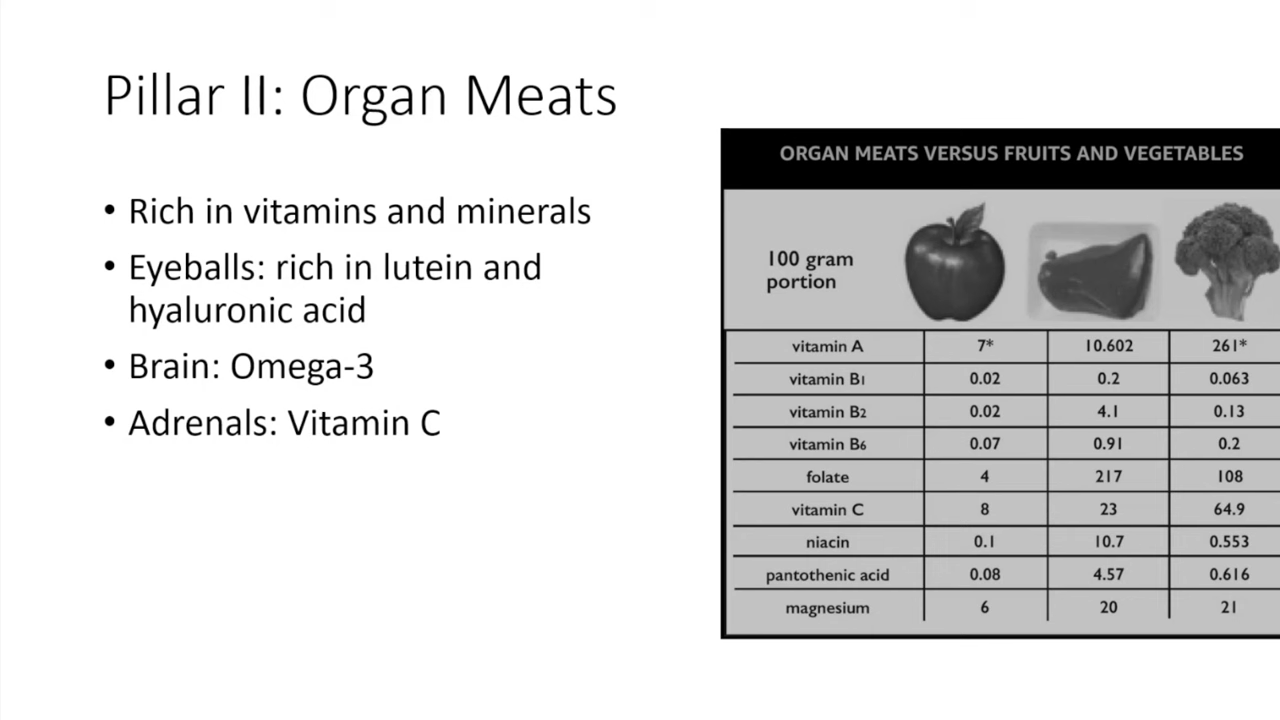 Pillar II: Organ Meats
• Rich in vitamins and minerals
• Eyeballs: rich in lutein and
hyaluronic acid
• Brain: Omega-3
• Adrenals: Vitamin C
ORGAN MEATS VERSUS FRUITS AND VEGETABLES
100 gram
portion
vitamin A 7* 10.602 261*
vitamin B1 0.02 0.2 0.063
vitamin B2 0.02 4.1 0.13
vitamin B6 0.07 0.91 0.2
folate 4 217 108
vitamin C 8 23 64.9
niacin 0.1 10.7 0.553
pantothenic acid 0.08 4.57 0.616
magnesium 6 20 21